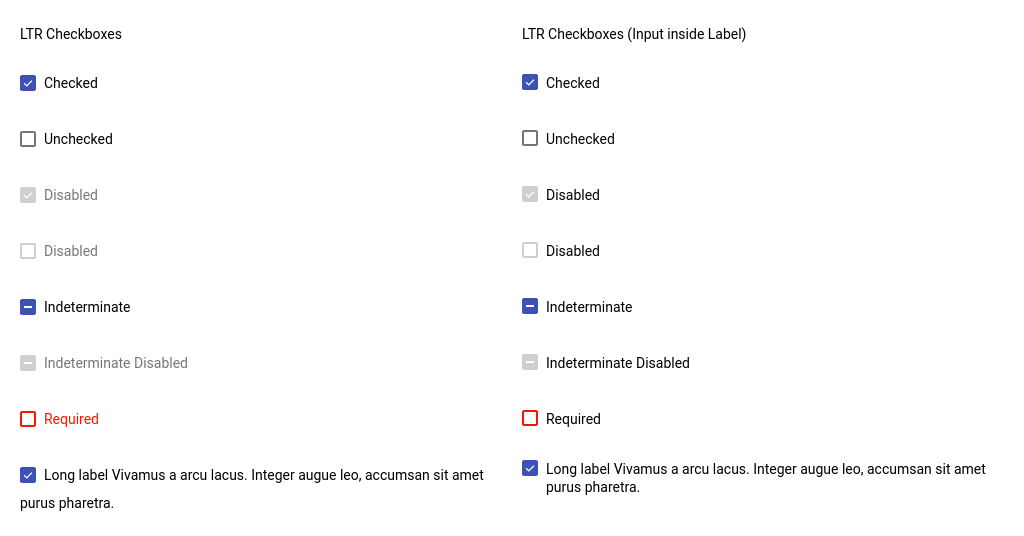 LTR Checkboxes
Checked
Unchecked
Disabled
Disabled
Indeterminate
Indeterminate Disabled
Required
Long label Vivamus a arcu lacus. Integer augue leo, accumsan sit amet
purus pharetra.
LTR Checkboxes (Input inside Label)
Checked
Unchecked
Disabled
Disabled
Indeterminate
Indeterminate Disabled
Required
Long label Vivamus a arcu lacus. Integer augue leo, accumsan sit amet
purus pharetra.